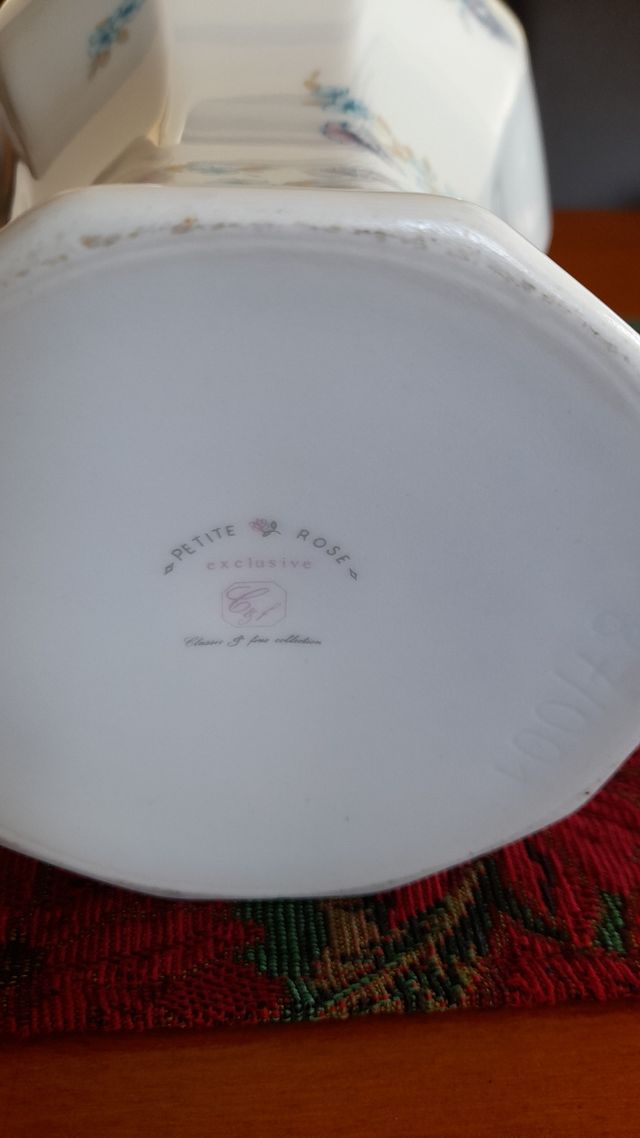 PETITE ROSE
exclusive
C&f
Classic & fine collection